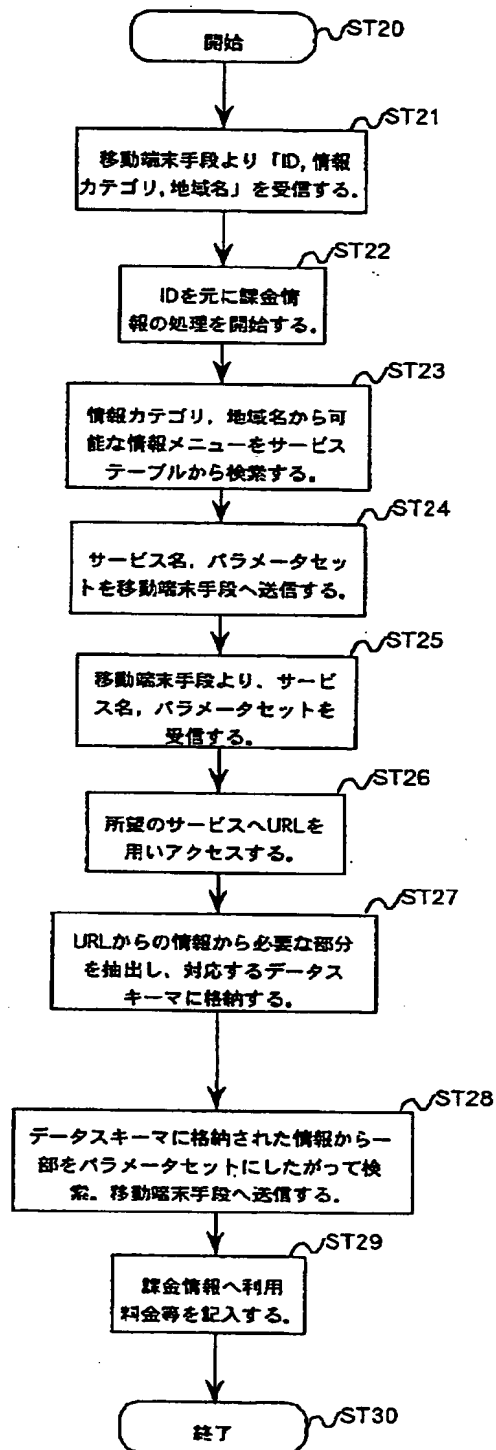 ST20
開始
ST21
移動端末手段より「ID, 情報
カテゴリ, 地域名」を受信する。
ST22
IDを元に課金情
報の処理を開始する。
ST23
情報カテゴリ, 地域名から可
能な情報メニューをサービス
テーブルから検索する。
ST24
サービス名, パラメータセッ
トを移動端末手段へ送信する。
ST25
移動端末手段より、サービ
ス名, パラメータセットを
受信する。
ST26
所望のサービスへURLを
用いアクセスする。
ST27
URLからの情報から必要な部分
を抽出し、対応するデータス
キーマに格納する。
ST28
データスキーマに格納された情報から一
部をパラメータセットにしたがって検
索。移動端末手段へ送信する。
ST29
課金情報へ利用
料金等を記入する。
ST30
終了